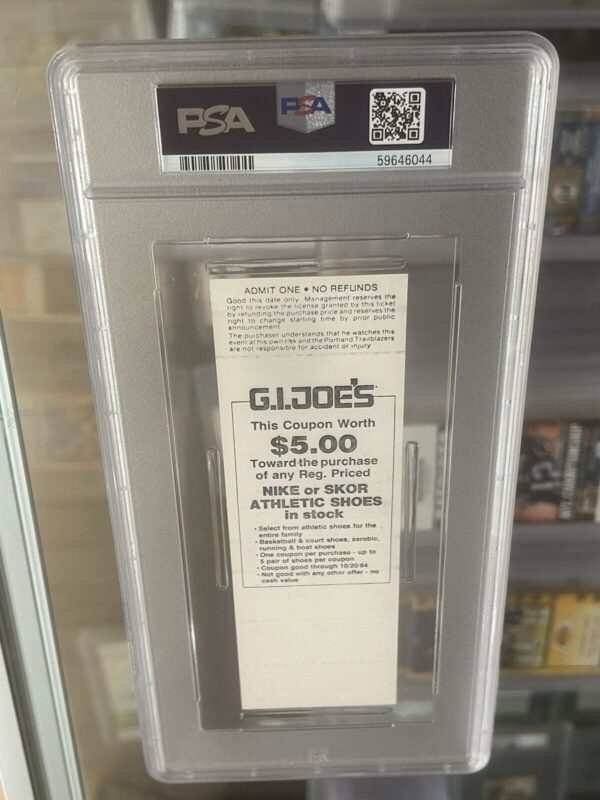 PSA PSA
59646044
ADMIT ONE • NO REFUNDS
Good this date only. Management reserves the
right to revoke the license granted by this ticket
by refunding the purchase price and reserves the
right to change starting time by prior public
announcement
The purchaser understands that he watches this
event at his own risk and the Portland Trailblazers
are not responsible for accident or injury
G.I.JOE'S
This Coupon Worth
$5.00
Toward the purchase
of any Reg. Priced
NIKE or SKOR
ATHLETIC SHOES
in stock
• Select from athletic shoes for the
entire family
• Basketball & court shoes, aerobic,
running & boat shoes
• One coupon per purchase - up to
5 pair of shoes per coupon
• Coupon good through 10/20/84
• Not good with any other offer - no
cash value